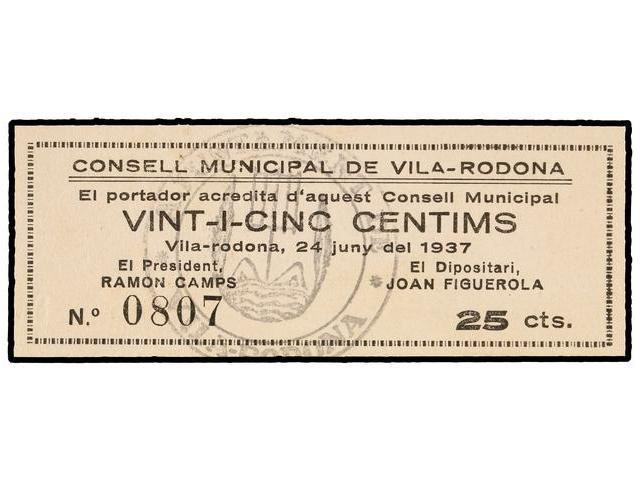 CONSELL MUNICIPAL DE VILA-RODONA
El portador acredita d'aquest Consell Municipal
VINT-I-CINC CENTIMS
Vila-rodona, 24 juny del 1937
El President,
RAMON CAMPS
El Dipositari,
JOAN FIGUEROLA
N.º 0807
25 cts.